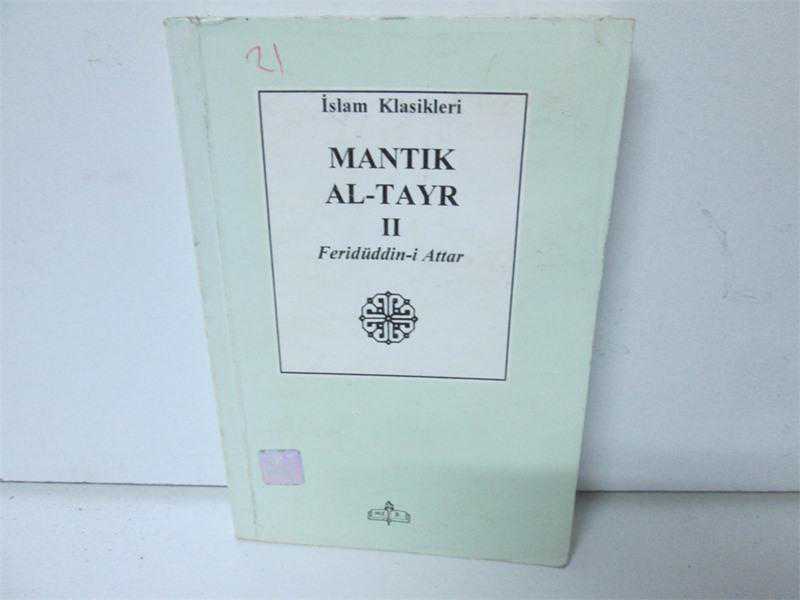 21
İslam Klasikleri
MANTIK
AL-TAYR
II
Feridüddin-i Attar